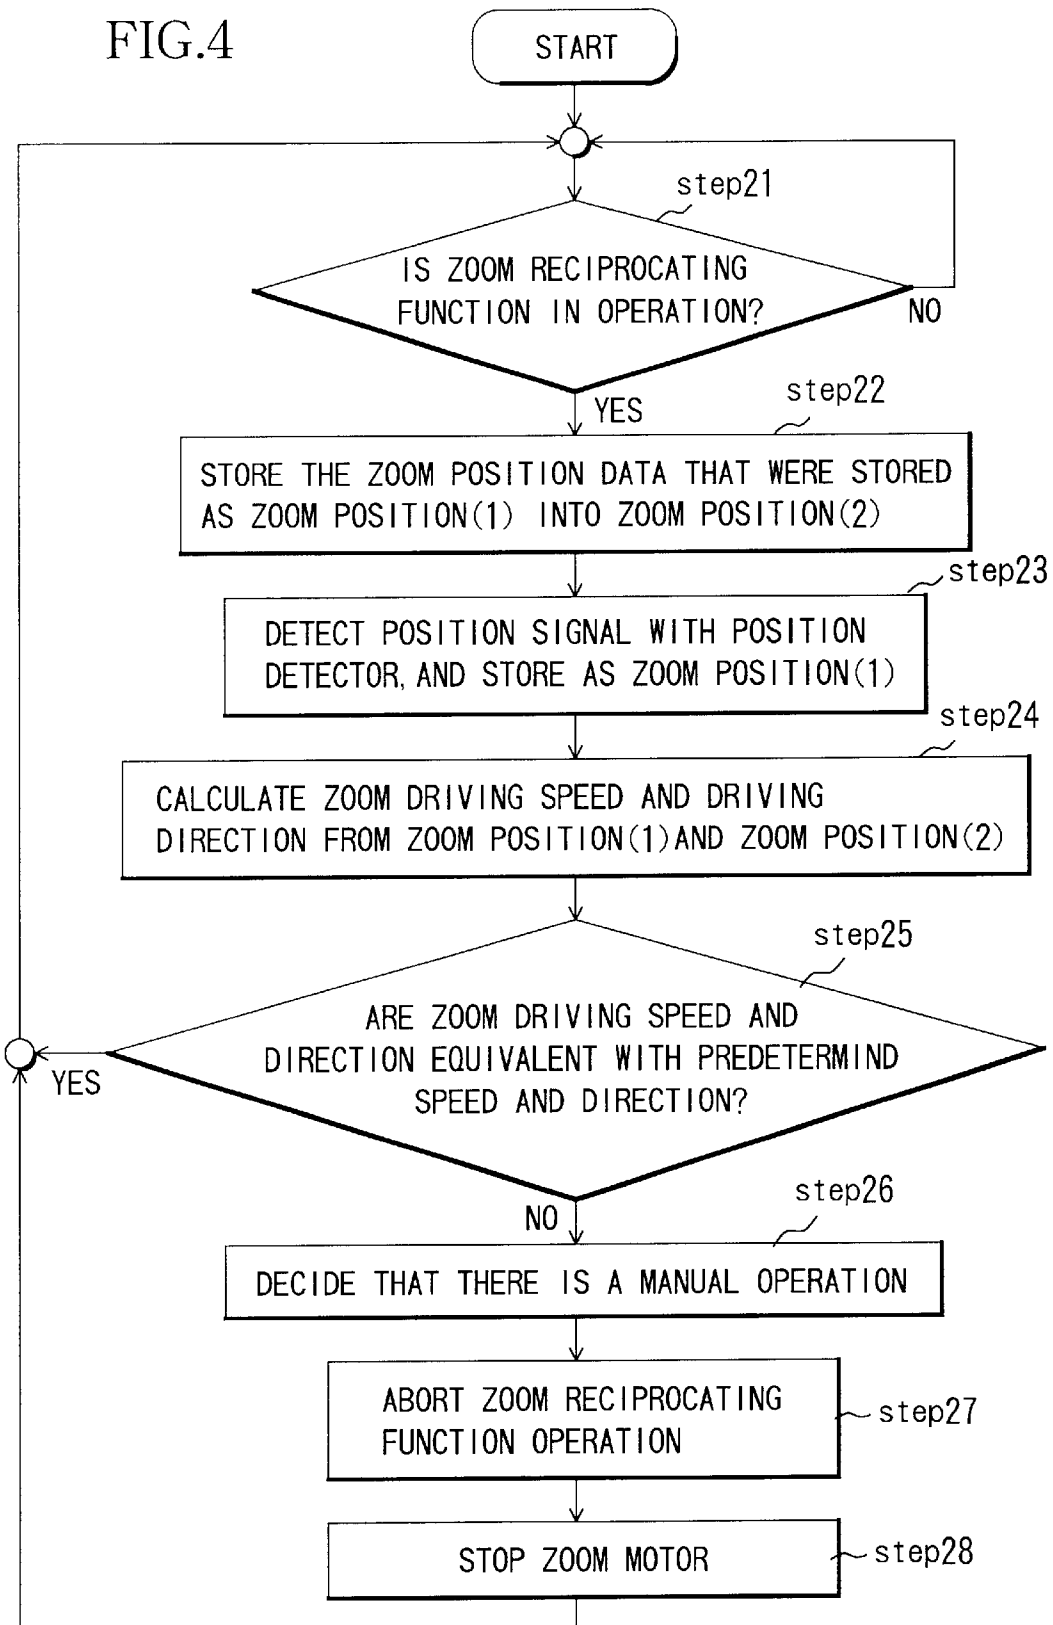 FIG.4
START
step21
IS ZOOM RECIPROCATING
FUNCTION IN OPERATION?
NO
YES
step22
STORE THE ZOOM POSITION DATA THAT WERE STORED
AS ZOOM POSITION(1) INTO ZOOM POSITION(2)
step23
DETECT POSITION SIGNAL WITH POSITION
DETECTOR, AND STORE AS ZOOM POSITION(1)
step24
CALCULATE ZOOM DRIVING SPEED AND DRIVING
DIRECTION FROM ZOOM POSITION(1) AND ZOOM POSITION(2)
step25
ARE ZOOM DRIVING SPEED AND
DIRECTION EQUIVALENT WITH PREDETERMIND
SPEED AND DIRECTION?
YES
NO
step26
DECIDE THAT THERE IS A MANUAL OPERATION
ABORT ZOOM RECIPROCATING
FUNCTION OPERATION
step27
STOP ZOOM MOTOR
step28